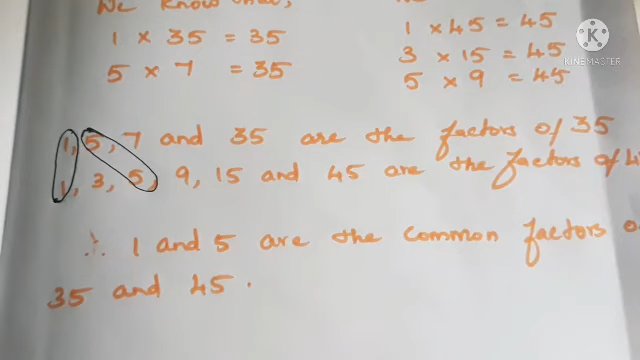 We know that,
1 × 35 = 35
5 × 7 = 35
1 × 45 = 45
3 × 15 = 45
5 × 9 = 45
1, 5, 7 and 35 are the factors of 35
1, 3, 5, 9, 15 and 45 are the factors of
∴ 1 and 5 are the common factors
35 and 45.
KINEMASTER